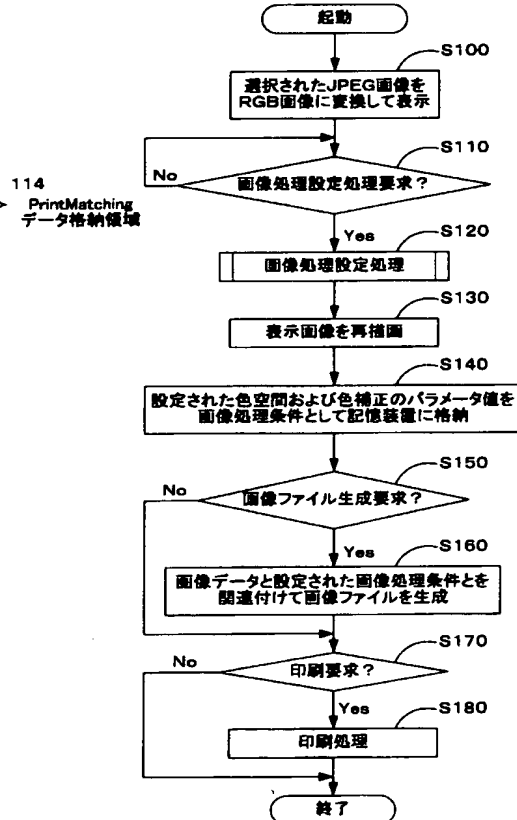 起動
S100
選択されたJPEG画像を
RGB画像に変換して表示
S110
No
画像処理設定処理要求？
114
PrintMatching
データ格納領域
Yes
S120
画像処理設定処理
S130
表示画像を再描画
S140
設定された色空間および色補正のパラメータ値を
画像処理条件として記憶装置に格納
S150
No
画像ファイル生成要求？
Yes
S160
画像データと設定された画像処理条件とを
関連付けて画像ファイルを生成
S170
No
印刷要求？
Yes
S180
印刷処理
終了